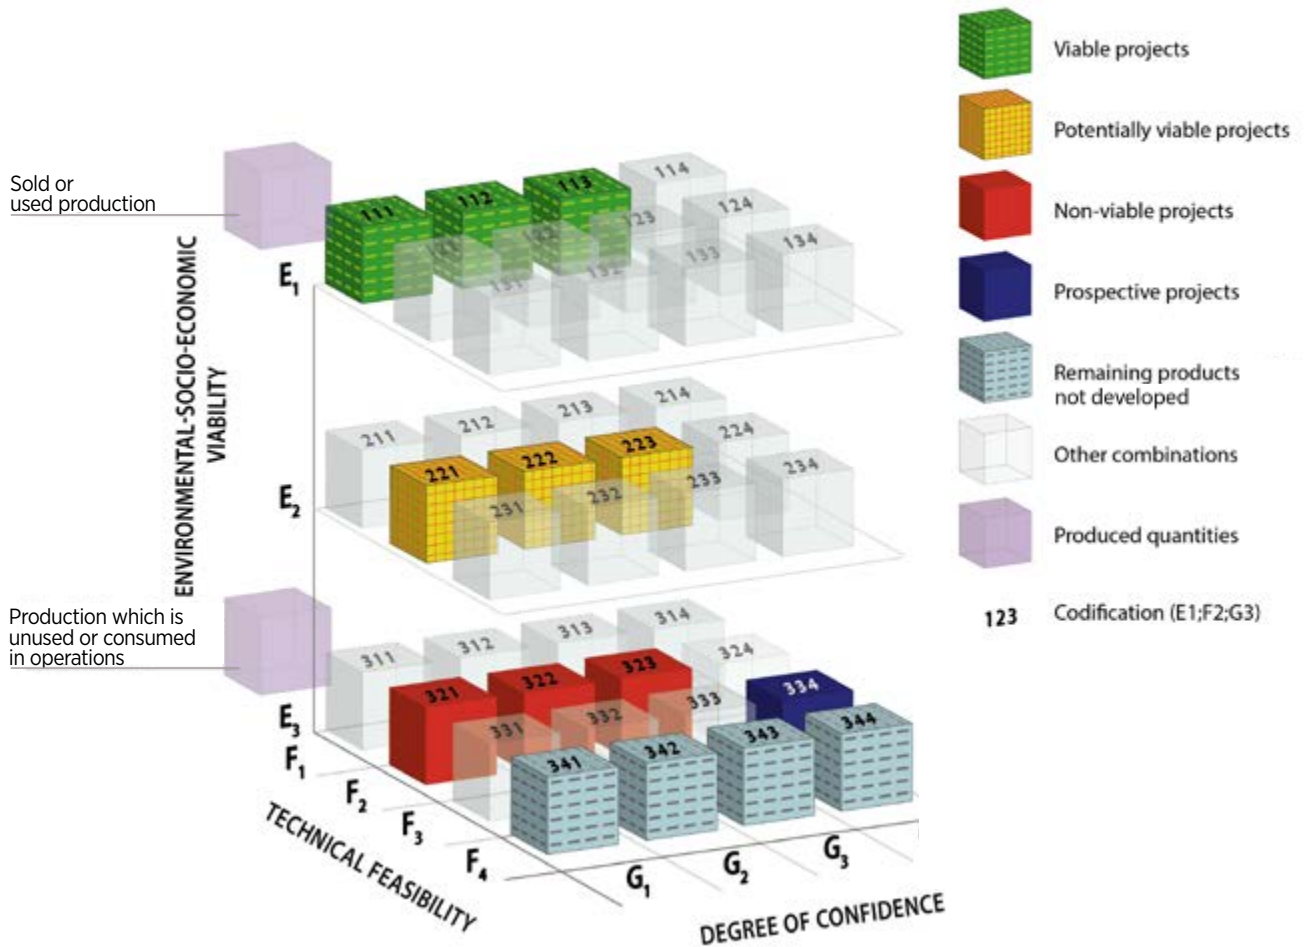 Sold or
used production
ENVIRONMENTAL-SOCIO-ECONOMIC
VIABILITY
Production which is
unused or consumed
in operations
E1
E2
E3
111
112
113
114
123
124
131
132
133
134
211
212
213
214
221
222
223
224
231
232
233
234
311
312
313
314
321
322
323
324
331
332
333
334
341
342
343
344
F1
F2
F3
F4
TECHNICAL FEASIBILITY
G1
G2
G3
DEGREE OF CONFIDENCE
Viable projects
Potentially viable projects
Non-viable projects
Prospective projects
Remaining products
not developed
Other combinations
Produced quantities
123 Codification (E1;F2;G3)